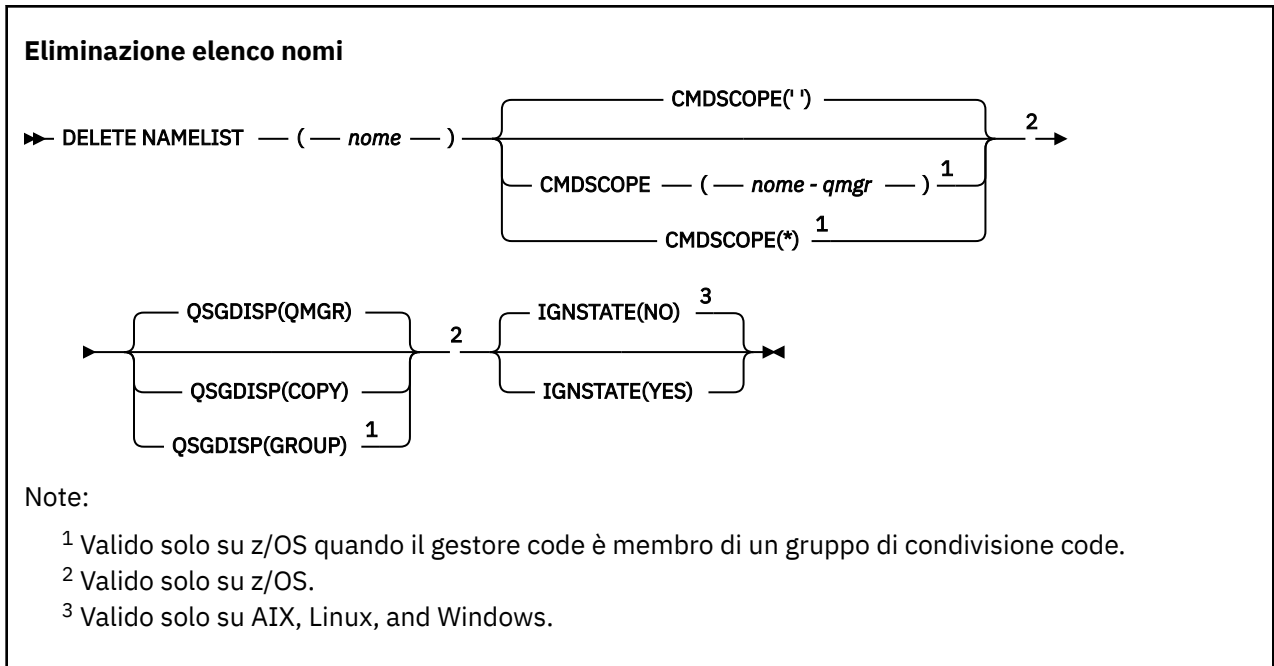 Eliminazione elenco nomi
CMDSCOPE(' ')
DELETE NAMELIST ( nome ) 2
CMDSCOPE ( nome - qmgr ) 1
CMDSCOPE(*) 1
QSGDISP(QMGR) IGNSTATE(NO) 3
2
QSGDISP(COPY) IGNSTATE(YES)
QSGDISP(GROUP) 1
Note:
1 Valido solo su z/OS quando il gestore code è membro di un gruppo di condivisione code.
2 Valido solo su z/OS.
3 Valido solo su AIX, Linux, and Windows.